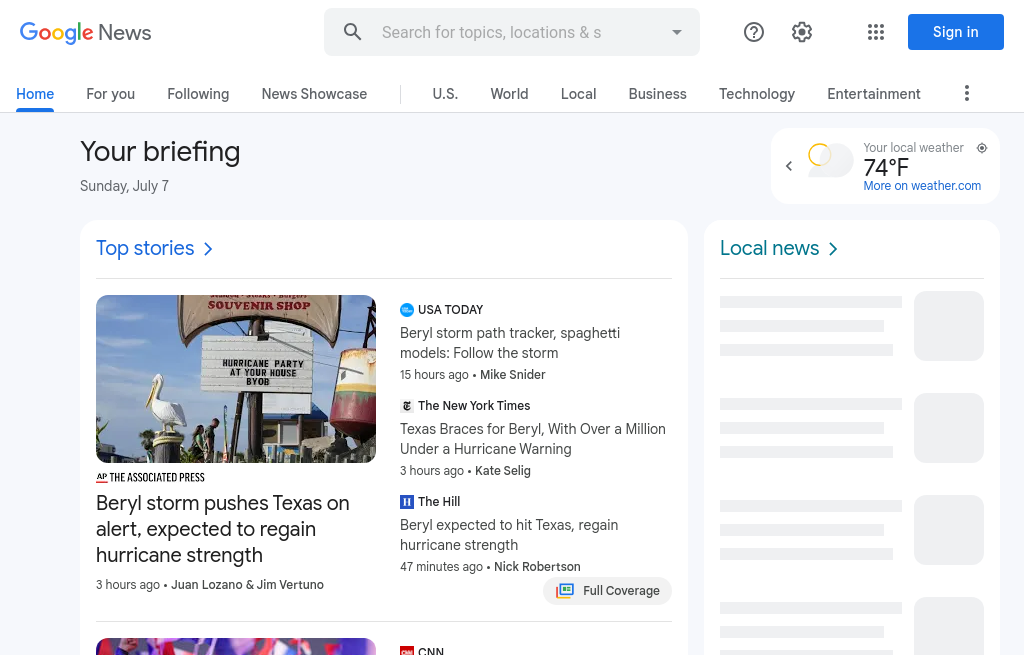 Google News
Search for topics, locations & s
Sign in
Home
For you
Following
News Showcase
U.S.
World
Local
Business
Technology
Entertainment
Your briefing
Sunday, July 7
Your local weather
74°F
More on weather.com
Top stories
SOUVENIR SHOP
HURRICANE PARTY
AT YOUR HOUSE
BYOB
AP THE ASSOCIATED PRESS
Beryl storm pushes Texas on
alert, expected to regain
hurricane strength
3 hours ago • Juan Lozano & Jim Vertuno
USA TODAY
Beryl storm path tracker, spaghetti
models: Follow the storm
15 hours ago • Mike Snider
The New York Times
Texas Braces for Beryl, With Over a Million
Under a Hurricane Warning
3 hours ago • Kate Selig
H The Hill
Beryl expected to hit Texas, regain
hurricane strength
47 minutes ago • Nick Robertson
Full Coverage
CNN
Local news